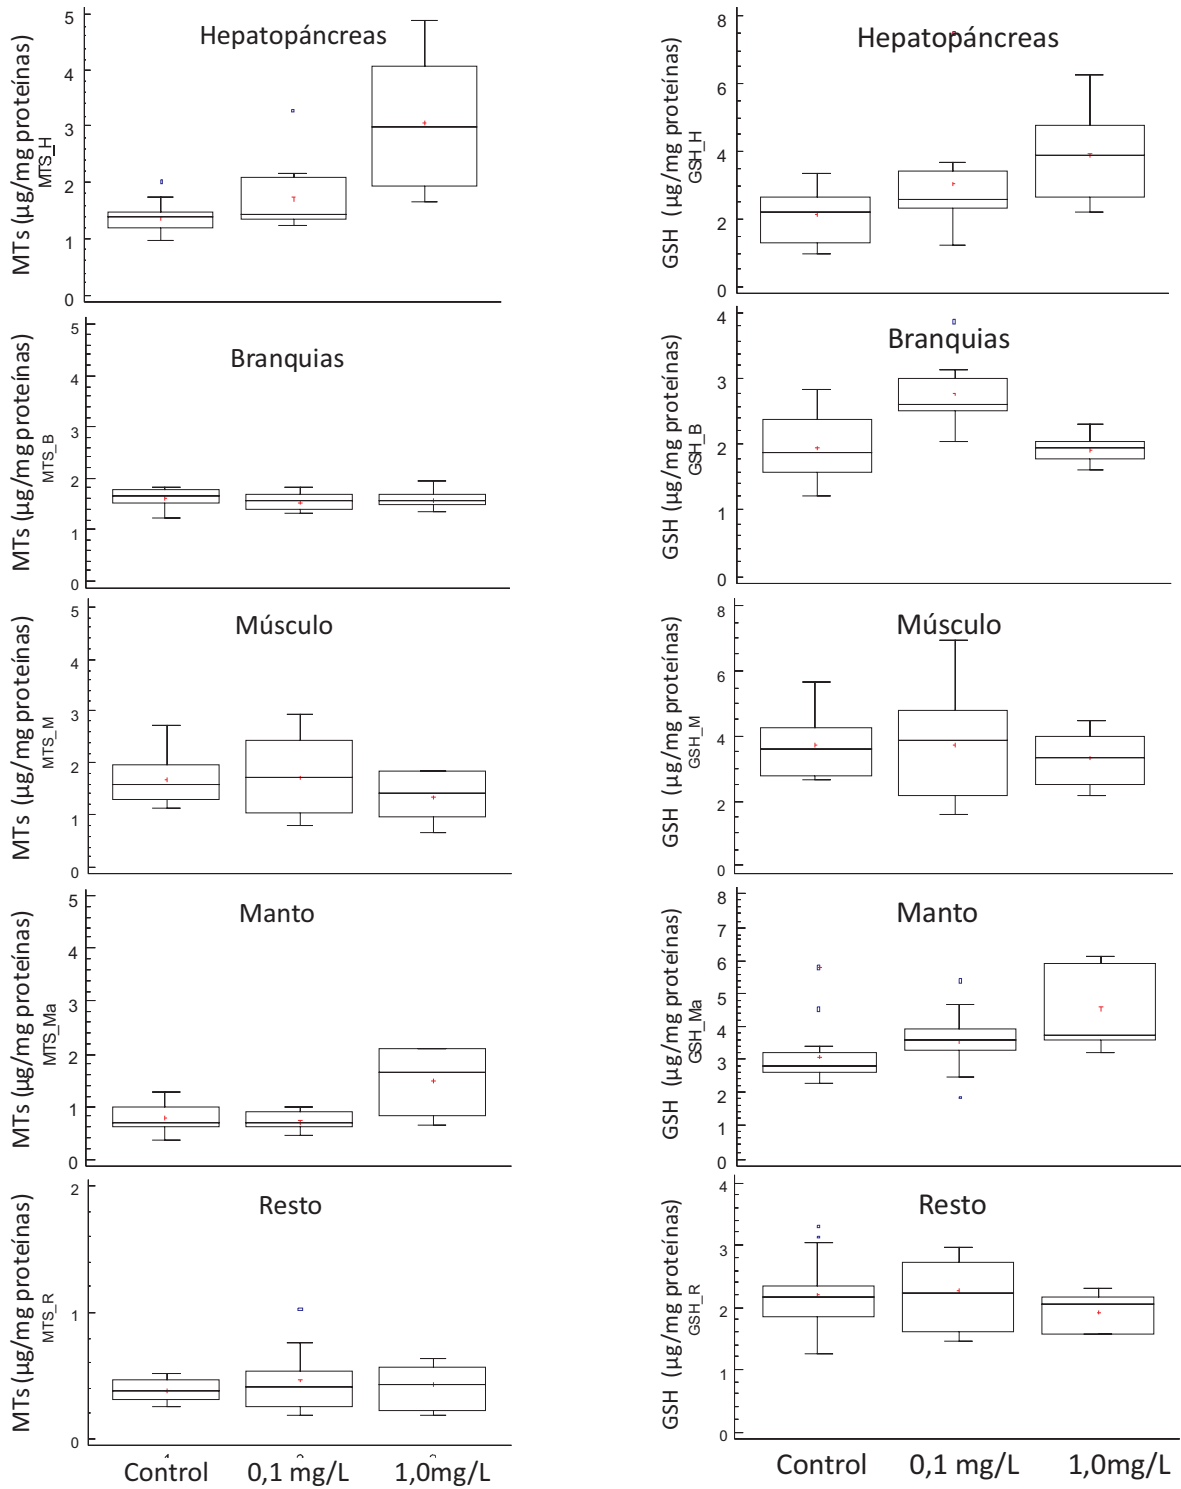 Hepatopáncreas
MTs (µg/mg proteínas)
MTS_H
5
4
3
2
1
0
Hepatopáncreas
GSH (µg/mg proteínas)
GSH_H
8
6
4
2
0
Branquias
MTs (µg/mg proteínas)
MTS_B
5
4
3
2
1
0
Branquias
GSH (µg/mg proteínas)
GSH_B
4
3
2
1
0
Músculo
MTs (µg/mg proteínas)
MTS_M
5
4
3
2
1
0
Músculo
GSH (µg/mg proteínas)
GSH_M
8
6
4
2
0
Manto
MTs (µg/mg proteínas)
MTS_Ma
5
4
3
2
1
0
Manto
GSH (µg/mg proteínas)
GSH_Ma
8
7
6
5
4
3
2
1
0
Resto
MTs (µg/mg proteínas)
MTS_R
2
1
0
Control 0,1 mg/L 1,0mg/L
Resto
GSH (µg/mg proteínas)
GSH_R
4
3
2
1
0
Control 0,1 mg/L 1,0mg/L